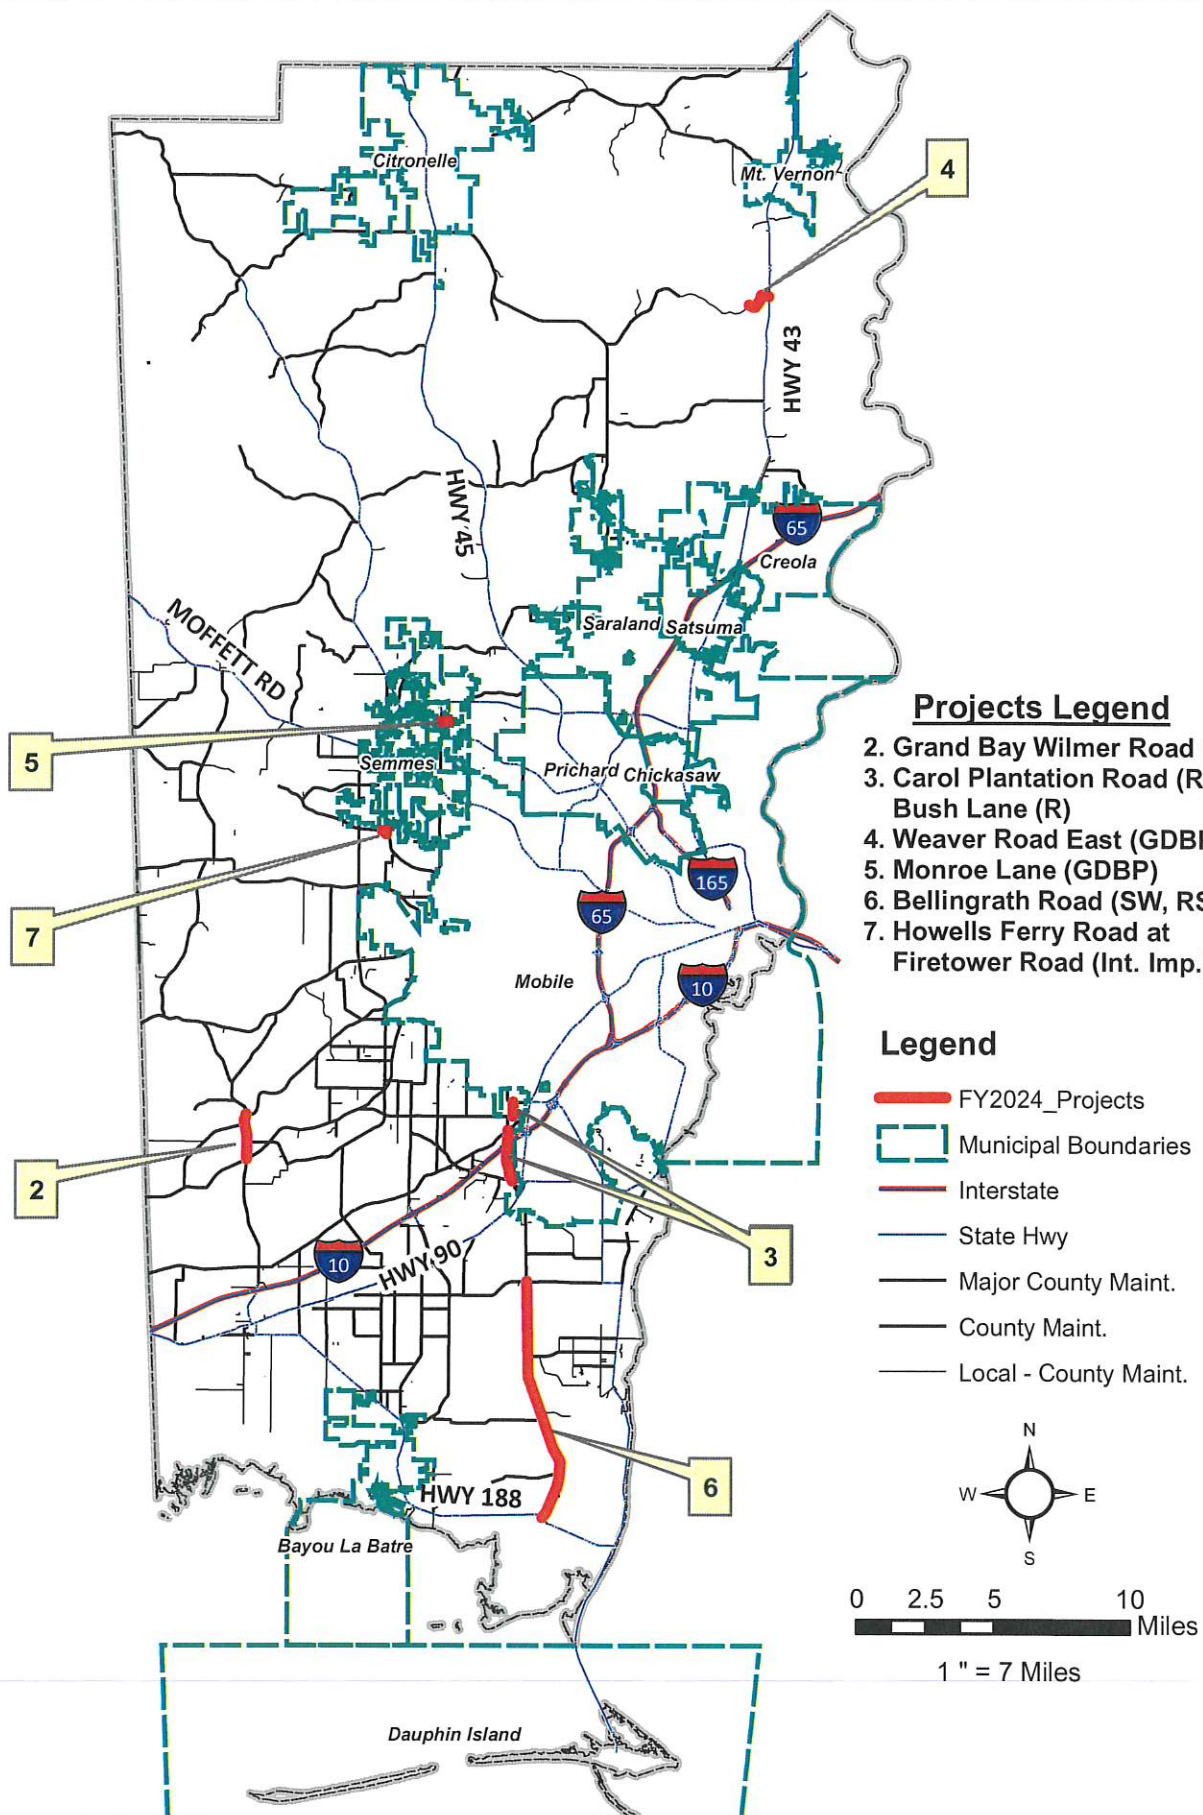 Citronelle
Mt. Vernon
4
HWY 43
HWY 45
65
Creola
MOFFETT RD
Saraland
Satsuma
5
Semmes
Prichard
Chickasaw
7
65
165
Mobile
10
2
3
10
HWY 90
6
HWY 188
Bayou La Batre
Dauphin Island
Projects Legend
2. Grand Bay Wilmer Road
3. Carol Plantation Road (R
Bush Lane (R)
4. Weaver Road East (GDB
5. Monroe Lane (GDBP)
6. Bellingrath Road (SW, RS
7. Howells Ferry Road at
Firetower Road (Int. Imp.
Legend
FY2024_Projects
Municipal Boundaries
Interstate
State Hwy
Major County Maint.
County Maint.
Local - County Maint.
N
W E
S
0 2.5 5 10
Miles
1 " = 7 Miles